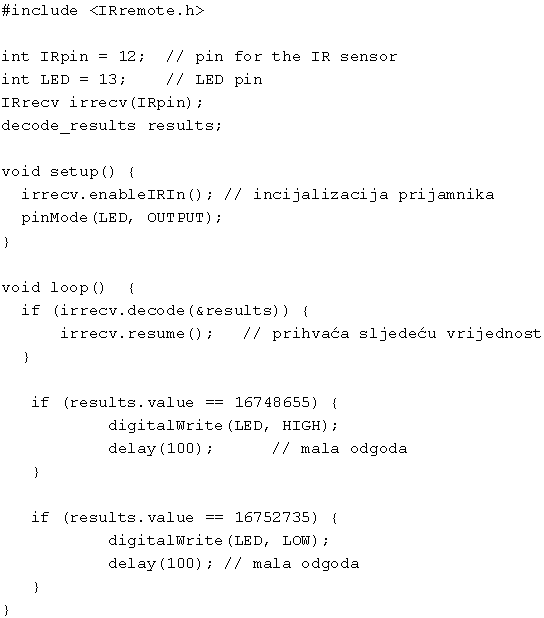 #include <IRremote.h>

int IRpin = 12;  // pin for the IR sensor
int LED = 13;    // LED pin
IRrecv irrecv(IRpin);
decode_results results;

void setup() {
  irrecv.enableIRIn(); // incijalizacija prijamnika
  pinMode(LED, OUTPUT);
}

void loop()  {
  if (irrecv.decode(&results)) {
      irrecv.resume();   // prihvaća sljedeću vrijednost
  }

   if (results.value == 16748655) {
           digitalWrite(LED, HIGH);
           delay(100);      // mala odgoda
   }

   if (results.value == 16752735) {
           digitalWrite(LED, LOW);
           delay(100); // mala odgoda
   }
}